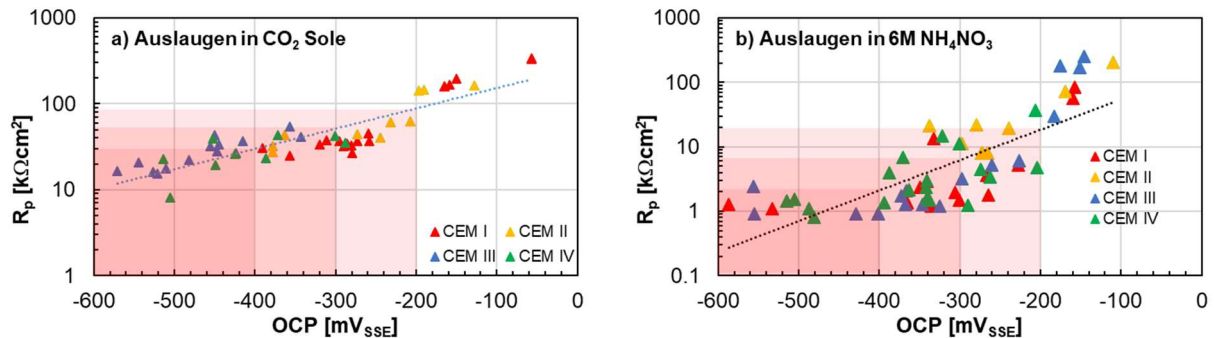 a) Auslaugen in CO₂ Sole
1000
100
10
1
Rp [kΩcm²]
-600 -500 -400 -300 -200 -100 0
OCP [mVSSE]
CEM I CEM II
CEM III CEM IV
b) Auslaugen in 6M NH₄NO₃
1000
100
10
1
0.1
Rp [kΩcm²]
-600 -500 -400 -300 -200 -100 0
OCP [mVSSE]
CEM I
CEM II
CEM III
CEM IV